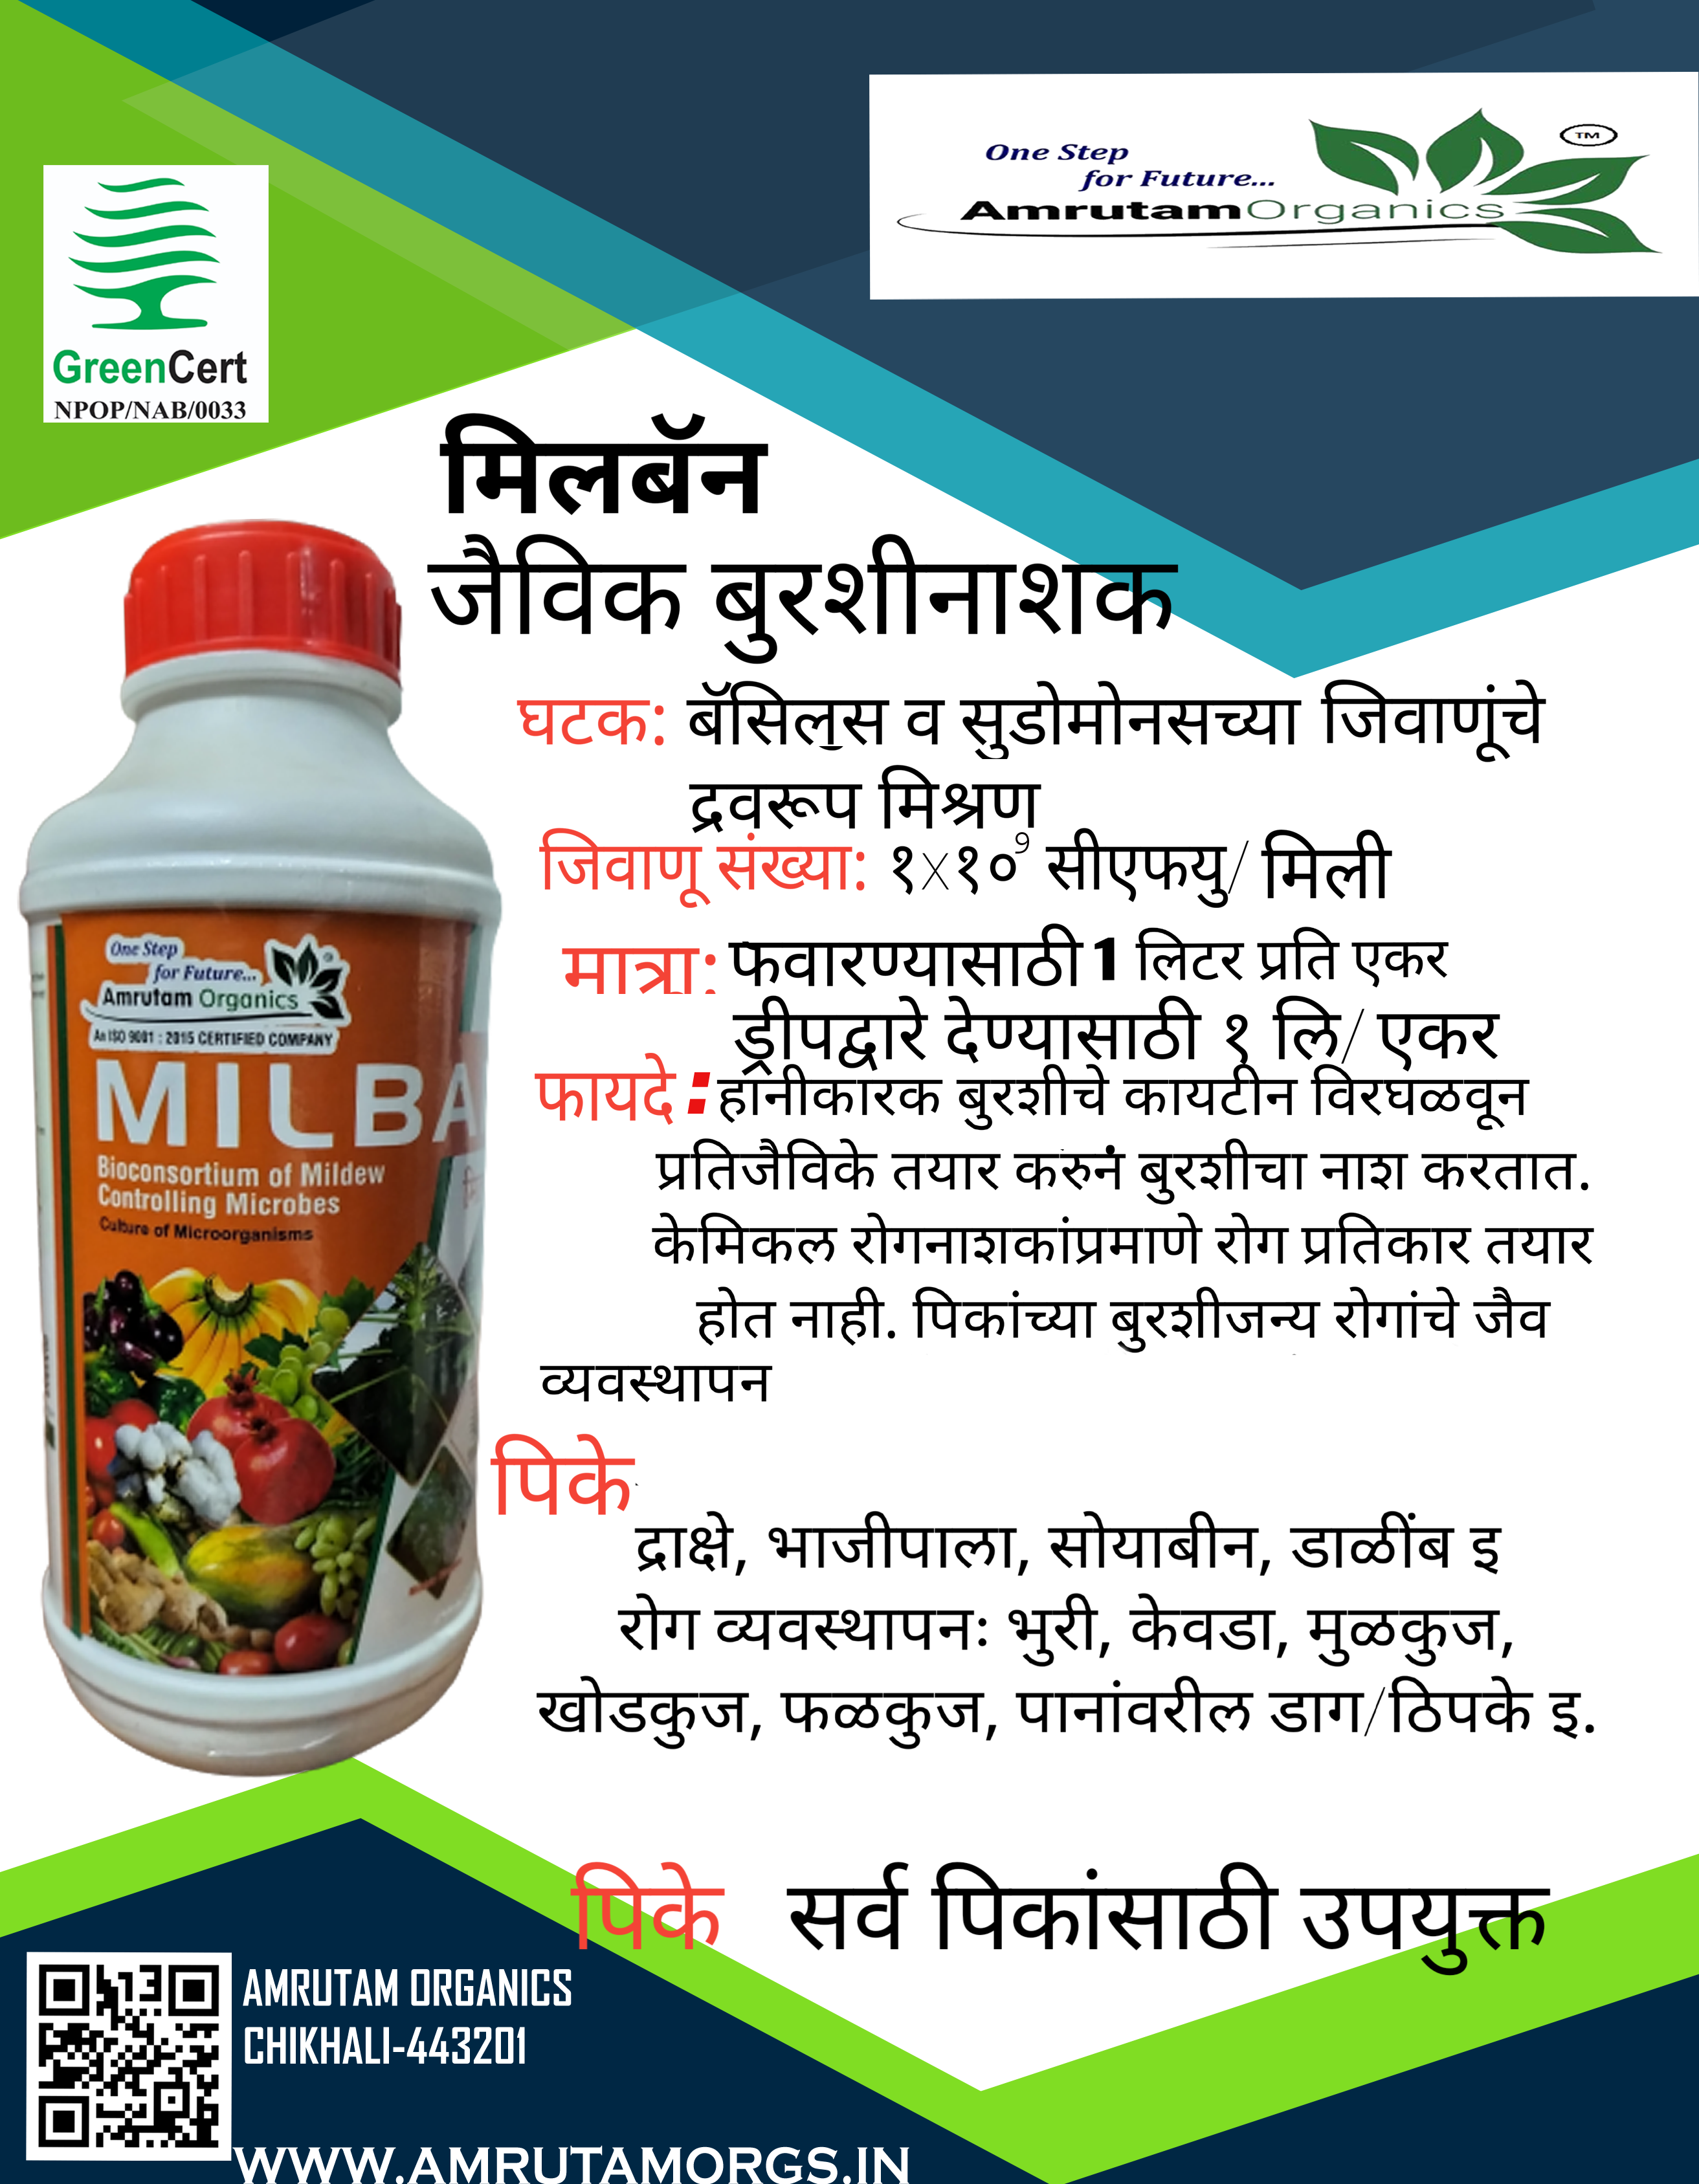 One Step
for Future...
AmrutamOrganics
TM
GreenCert
NPOP/NAB/0033
मिलबॅन
जैविक बुरशीनाशक
घटक: बॅसिलुस व सुडोमोनसच्या जिवाणूंचे
द्रवरूप मिश्रण
जिवाणू संख्या: १x१०⁹ सीएफयु/ मिली
मात्रा: फवारण्यासाठी 1 लिटर प्रति एकर
ड्रीपद्वारे देण्यासाठी १ लि/ एकर
फायदे : हानीकारक बुरशीचे कायटीन विरघळवून
प्रतिजैविके तयार करुनं बुरशीचा नाश करतात.
केमिकल रोगनाशकांप्रमाणे रोग प्रतिकार तयार
होत नाही. पिकांच्या बुरशीजन्य रोगांचे जैव
व्यवस्थापन
पिके
द्राक्षे, भाजीपाला, सोयाबीन, डाळींब इ
रोग व्यवस्थापनः भुरी, केवडा, मुळकुज,
खोडकुज, फळकुज, पानांवरील डाग/ठिपके इ.
पिके सर्व पिकांसाठी उपयुक्त
One Step
for Future...
Amrutam Organics
An ISO 9001 : 2015 CERTIFIED COMPANY
MILBA
Bioconsortium of Mildew
Controlling Microbes
Culture of Microorganisms
AMRUTAM ORGANICS
CHIKHALI-443201
WWW.AMRUTAMORGS.IN